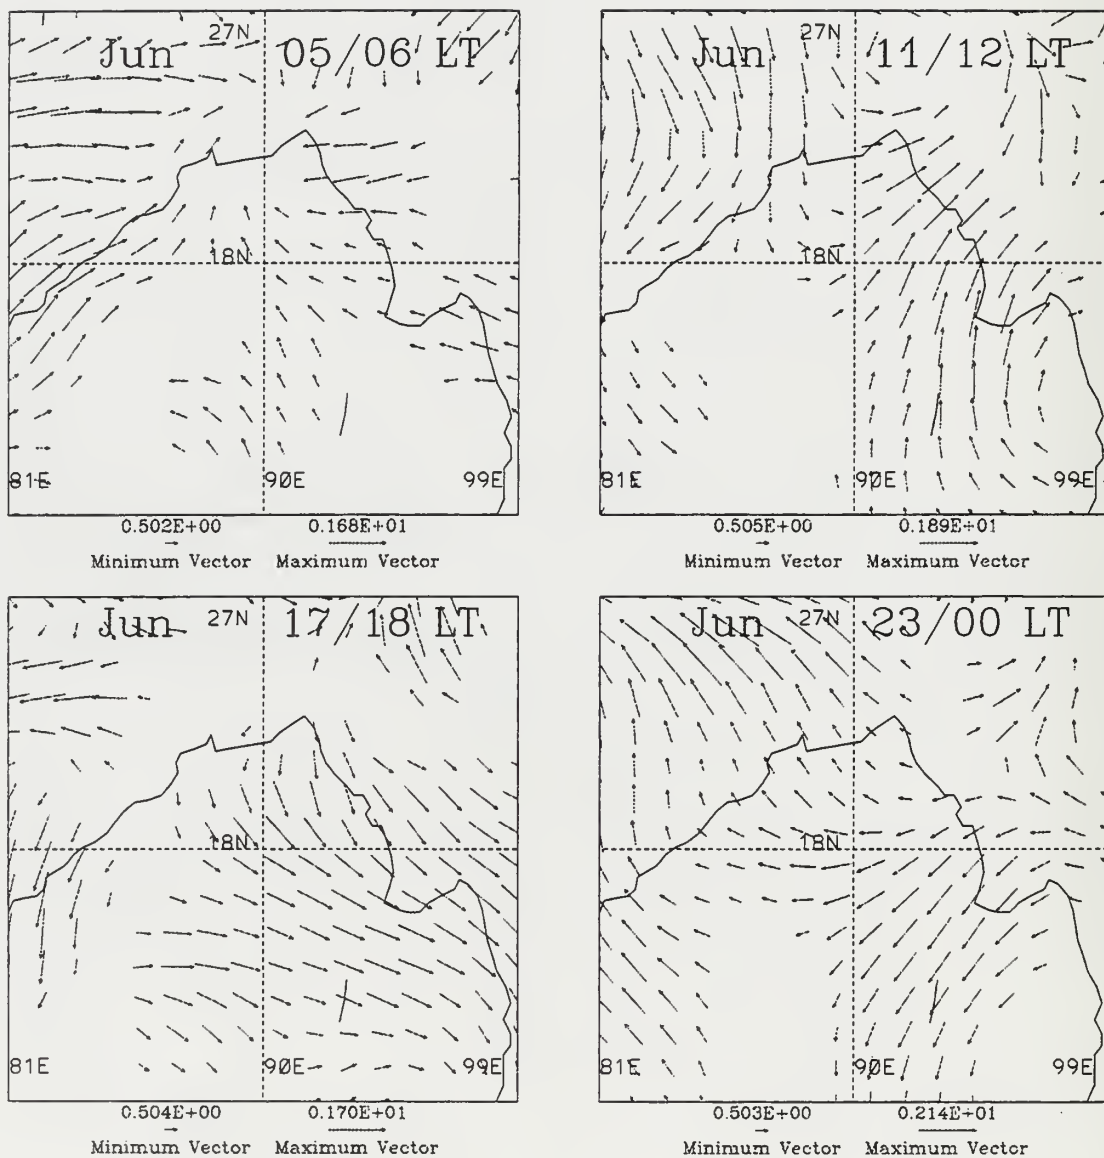 Jun 27N 05/06 LT
18N
81E 90E 99E
0.502E+00 0.168E+01
Minimum Vector Maximum Vector
Jun 27N 11/12 LT
18N
81E 90E 99E
0.505E+00 0.189E+01
Minimum Vector Maximum Vector
Jun 27N 17/18 LT
18N
81E 90E 99E
0.504E+00 0.170E+01
Minimum Vector Maximum Vector
Jun 27N 23/00 LT
18N
81E 90E 99E
0.503E+00 0.214E+01
Minimum Vector Maximum Vector